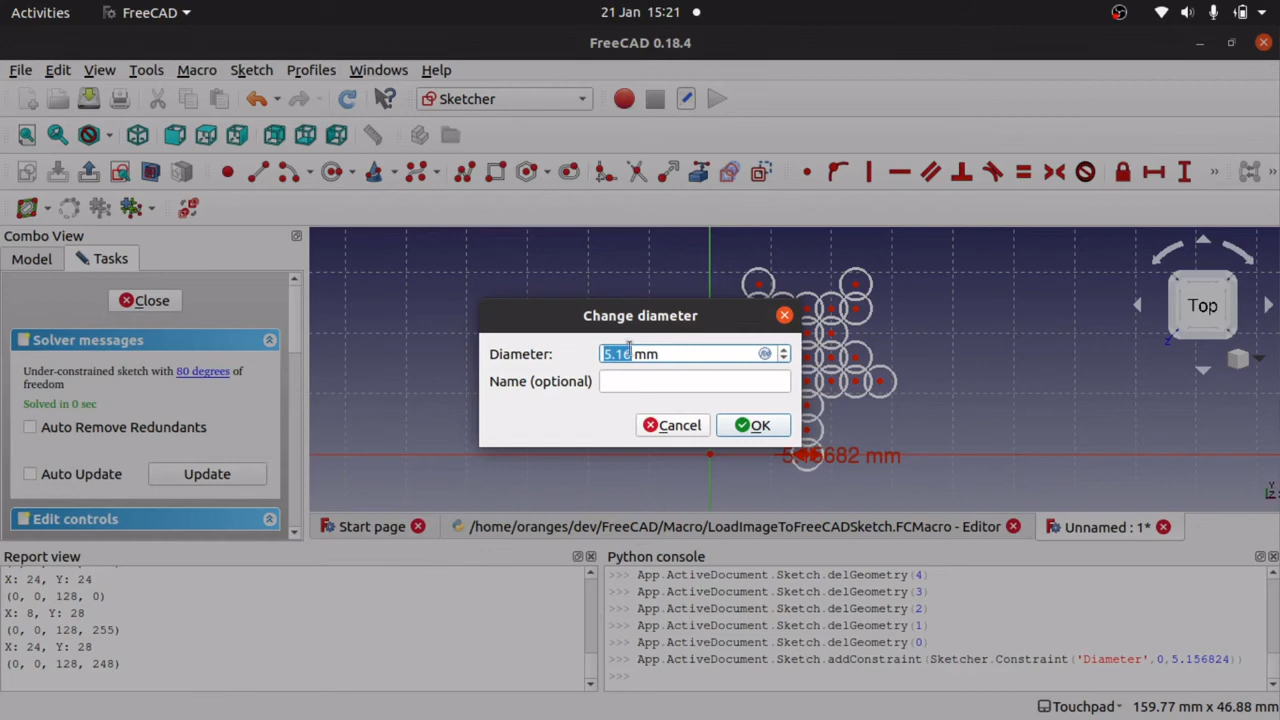 Activities
FreeCAD
21 Jan 15:21
FreeCAD 0.18.4
File Edit View Tools Macro Sketch Profiles Windows Help
Sketcher
Combo View
Model
Tasks
Close
Solver messages
Under-constrained sketch with 80 degrees of
freedom
Solved in 0 sec
Auto Remove Redundants
Auto Update
Update
Edit controls
Change diameter
Diameter:
5.16 mm
Name (optional)
Cancel
OK
mm
Top
Start page
/home/oranges/dev/FreeCAD/Macro/LoadImageToFreeCADSketch.FCMacro - Editor
Unnamed : 1*
Report view
X: 24, Y: 24
(0, 0, 128, 0)
X: 8, Y: 28
(0, 0, 128, 255)
X: 24, Y: 28
(0, 0, 128, 248)
Python console
>>> App.ActiveDocument.Sketch.delGeometry(4)
>>> App.ActiveDocument.Sketch.delGeometry(3)
>>> App.ActiveDocument.Sketch.delGeometry(2)
>>> App.ActiveDocument.Sketch.delGeometry(1)
>>> App.ActiveDocument.Sketch.delGeometry(0)
>>> App.ActiveDocument.Sketch.addConstraint(Sketcher.Constraint('Diameter',0,5.156824))
>>>
Touchpad
159.77 mm x 46.88 mm